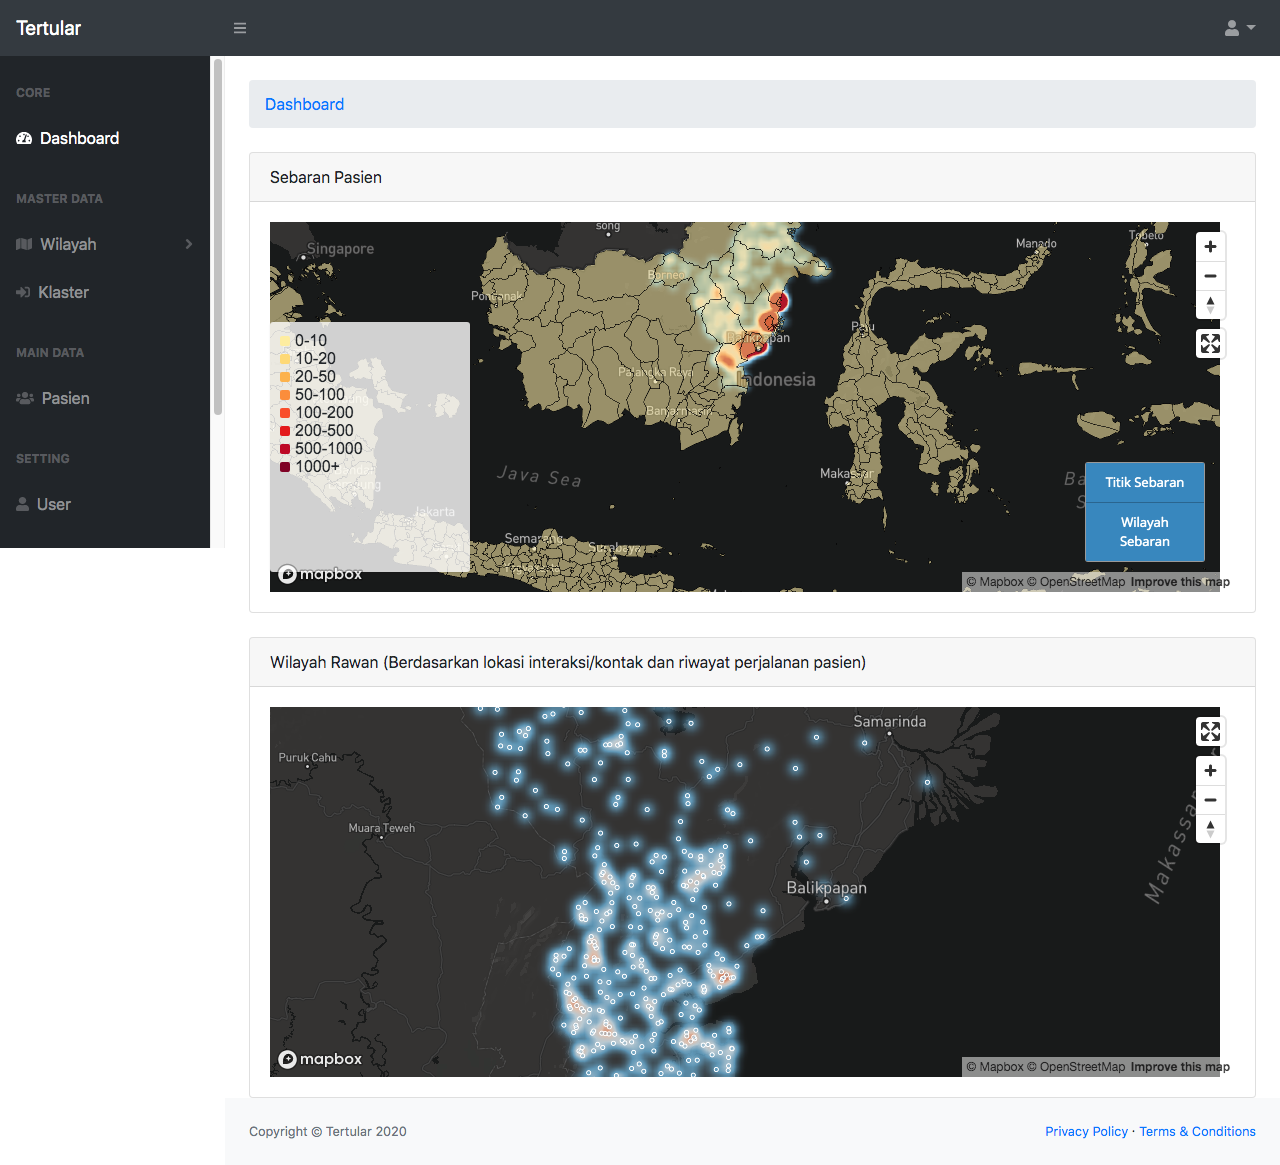 Tertular
CORE
Dashboard
MASTER DATA
Wilayah
Klaster
MAIN DATA
Pasien
SETTING
User
Dashboard
Sebaran Pasien
song
Singapore
Manado
Tobelo
Borneo
Pontianak
Palu
Balikpapan
Indonesia
Palangka Raya
Banjarmasin
0-10
10-20
20-50
50-100
100-200
200-500
500-1000
1000+
Java Sea
Makassar
Ba
S
Titik Sebaran
Wilayah
Sebaran
Jakarta
Semarang
Surabaya
mapbox
© Mapbox © OpenStreetMap Improve this map
Wilayah Rawan (Berdasarkan lokasi interaksi/kontak dan riwayat perjalanan pasien)
Samarinda
Puruk Cahu
Muara Teweh
Balikpapan
Makassar
mapbox
© Mapbox © OpenStreetMap Improve this map
Copyright © Tertular 2020
Privacy Policy · Terms & Conditions